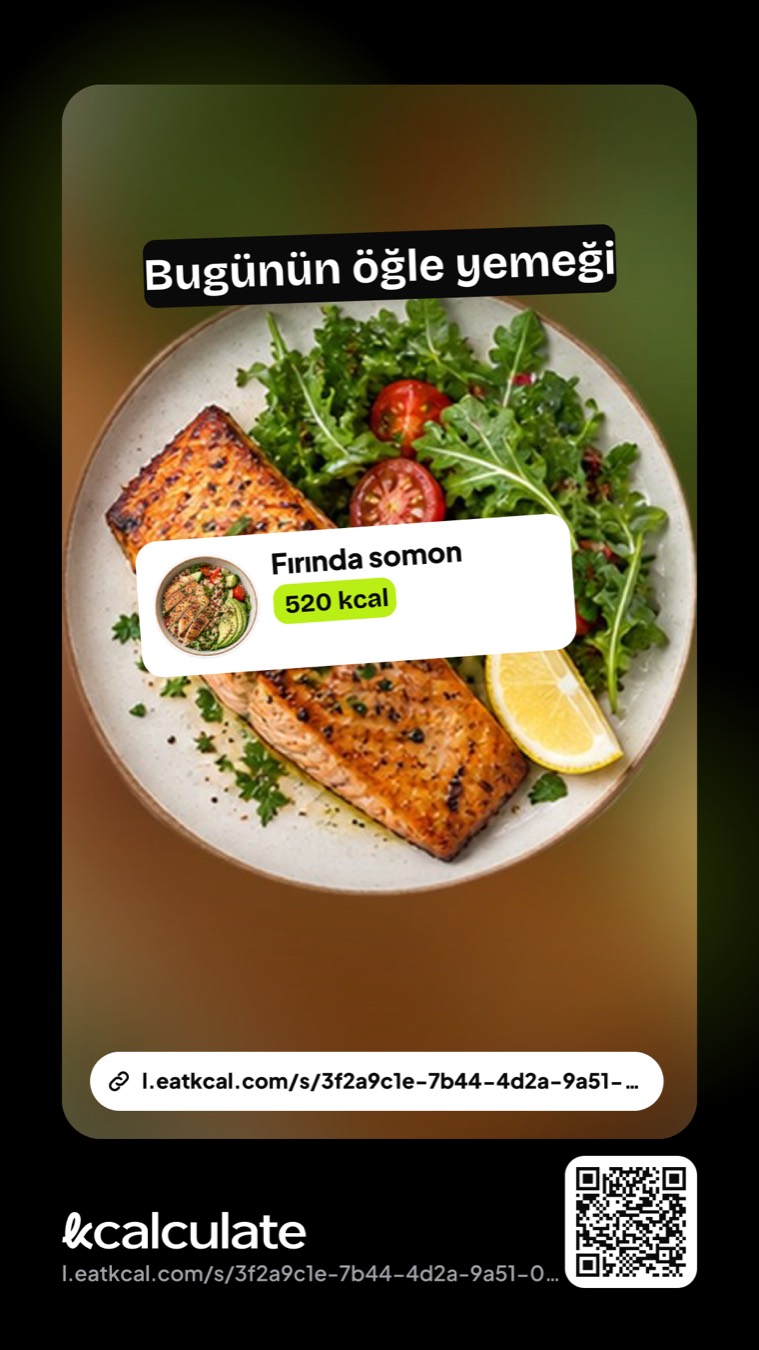 Bugünün öğle yemeği
Fırında somon
520 kcal
l.eatkcal.com/s/3f2a9c1e-7b44-4d2a-9a51-…
kcalculate
l.eatkcal.com/s/3f2a9c1e-7b44-4d2a-9a51-0…